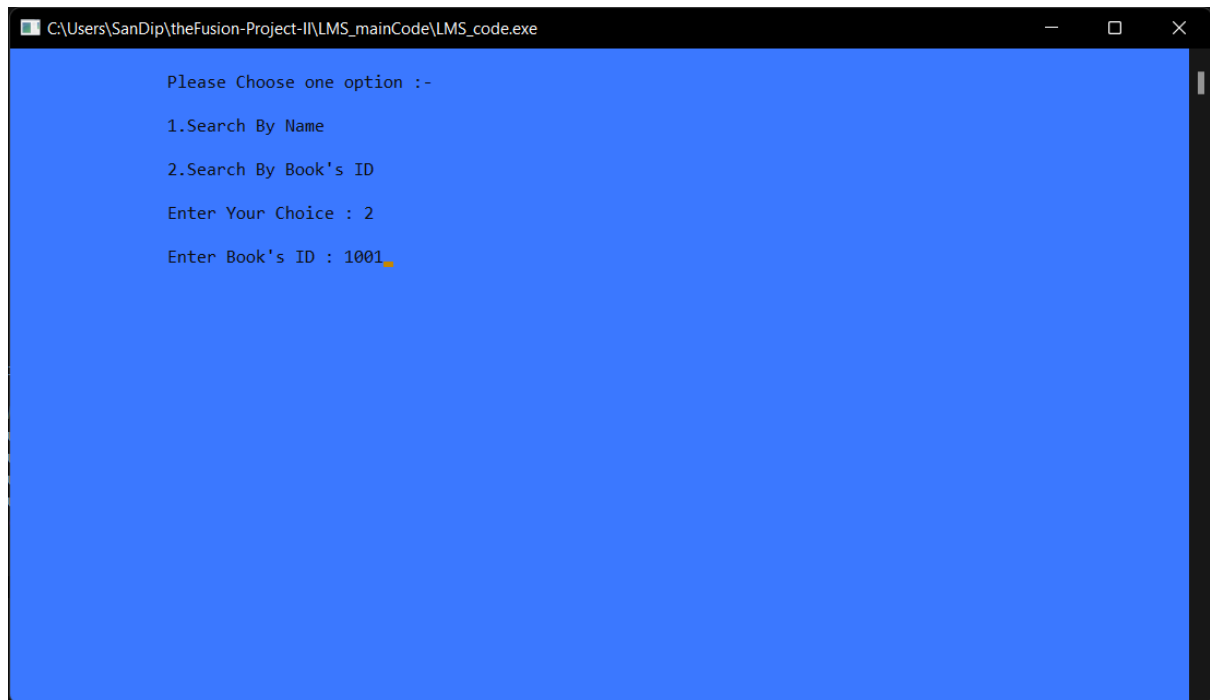 C:\Users\SanDip\theFusion-Project-II\LMS_mainCode\LMS_code.exe
Please Choose one option :-
1.Search By Name
2.Search By Book's ID
Enter Your Choice : 2
Enter Book's ID : 1001